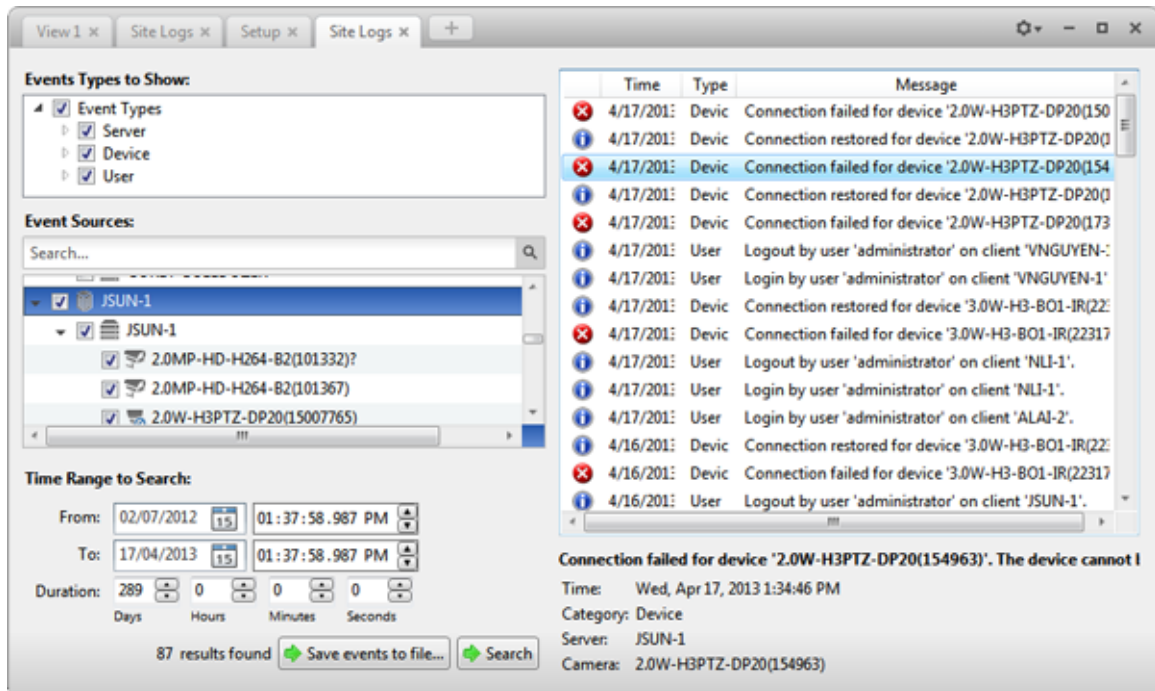 View 1
Site Logs
Setup
Site Logs
Events Types to Show:
Event Types
Server
Device
User
Event Sources:
Search...
JSUN-1
JSUN-1
2.0MP-HD-H264-B2(101332)?
2.0MP-HD-H264-B2(101367)
2.0W-H3PTZ-DP20(15007765)
Time Range to Search:
From: 02/07/2012 15 01:37:58.987 PM
To: 17/04/2013 15 01:37:58.987 PM
Duration: 289 0 0 0
Days Hours Minutes Seconds
87 results found Save events to file... Search
Time Type Message
4/17/201 Devic Connection failed for device '2.0W-H3PTZ-DP20(150
4/17/201 Devic Connection restored for device '2.0W-H3PTZ-DP20(
4/17/201 Devic Connection failed for device '2.0W-H3PTZ-DP20(154
4/17/201 Devic Connection restored for device '2.0W-H3PTZ-DP20(
4/17/201 Devic Connection failed for device '2.0W-H3PTZ-DP20(173
4/17/201 User Logout by user 'administrator' on client 'VNGUYEN-
4/17/201 User Login by user 'administrator' on client 'VNGUYEN-1'
4/17/201 Devic Connection restored for device '3.0W-H3-BO1-IR(22
4/17/201 Devic Connection failed for device '3.0W-H3-BO1-IR(22317
4/17/201 User Logout by user 'administrator' on client 'NLI-1'.
4/17/201 User Login by user 'administrator' on client 'NLI-1'.
4/17/201 User Login by user 'administrator' on client 'ALAI-2'.
4/16/201 Devic Connection restored for device '3.0W-H3-BO1-IR(22
4/16/201 Devic Connection failed for device '3.0W-H3-BO1-IR(22317
4/16/201 User Logout by user 'administrator' on client 'JSUN-1'.
Connection failed for device '2.0W-H3PTZ-DP20(154963)'. The device cannot
Time: Wed, Apr 17, 2013 1:34:46 PM
Category: Device
Server: JSUN-1
Camera: 2.0W-H3PTZ-DP20(154963)